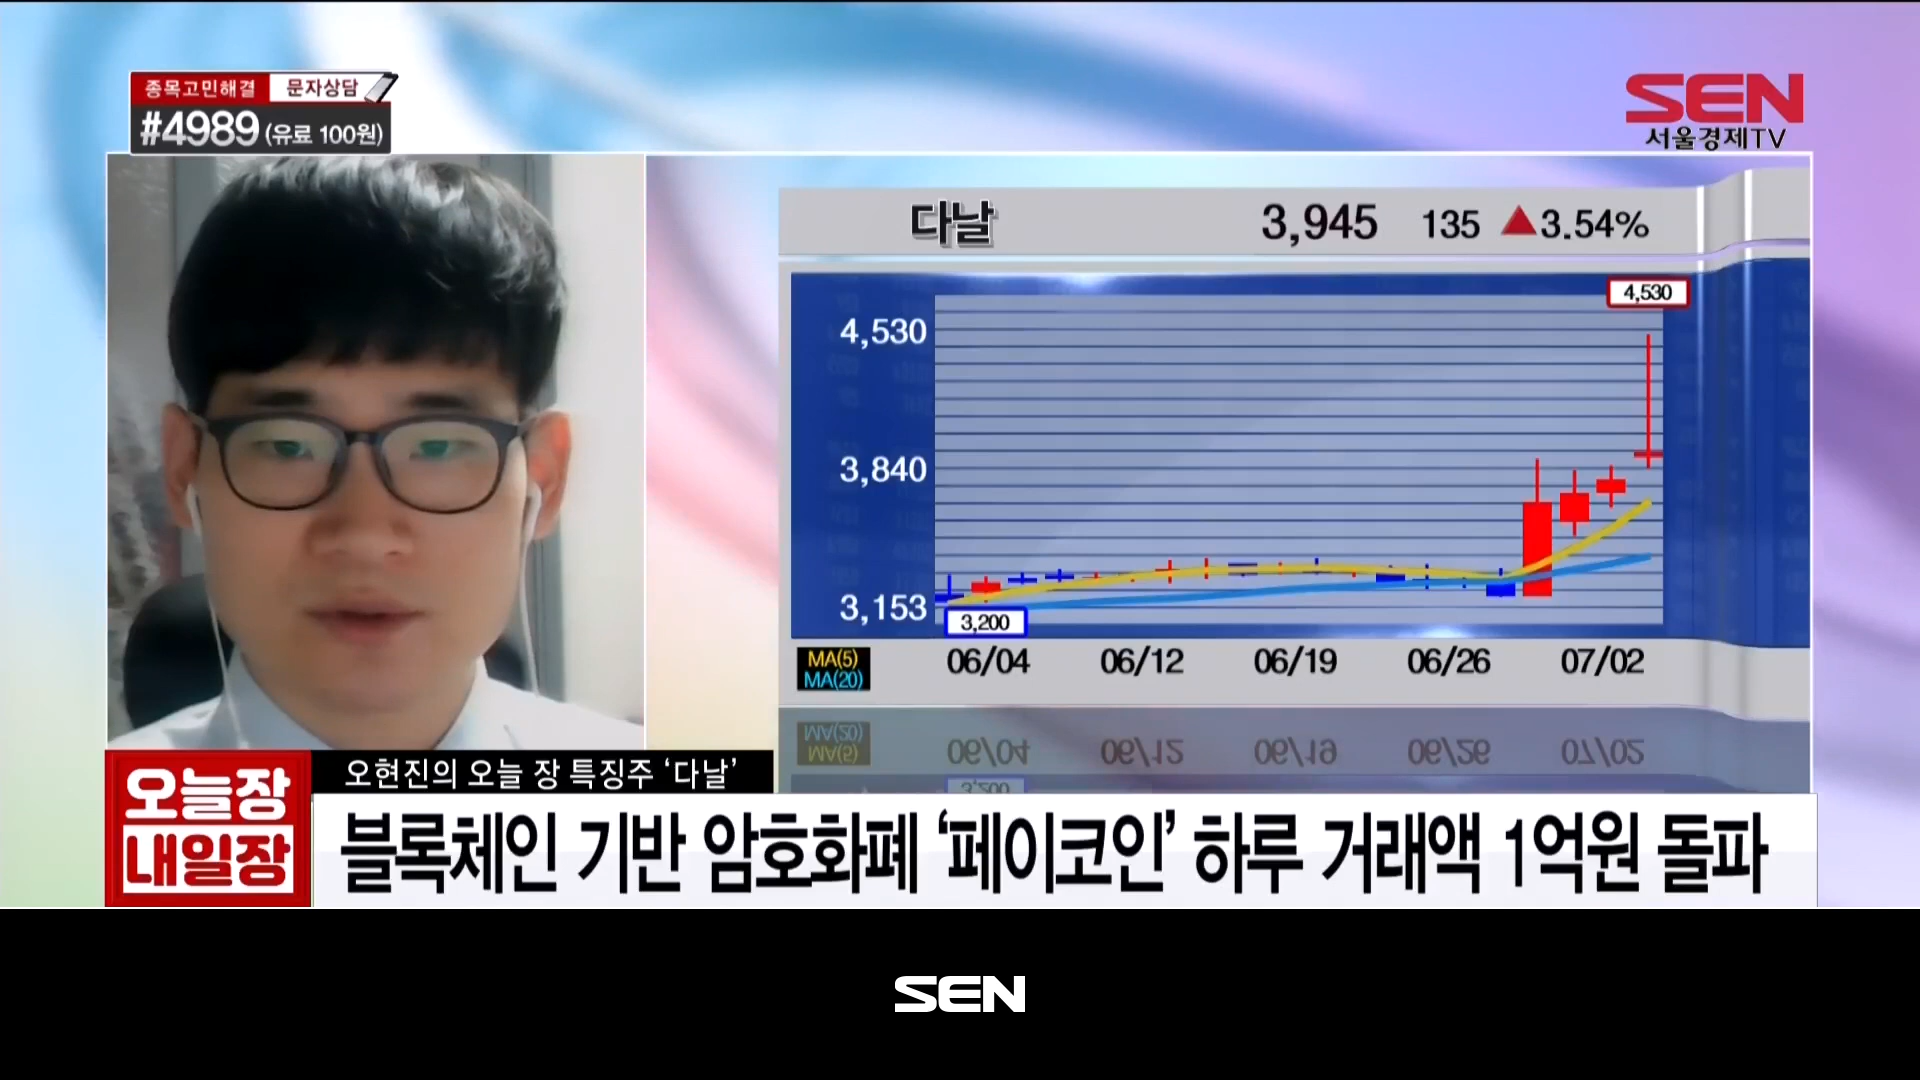 종목고민해결 문자상담
#4989 (유료 100원)
SEN
서울경제TV
다날 3,945 135 ▲3.54%
4,530
4,530
3,840
3,153
3,200
MA(5)
MA(20)
06/04 06/12 06/19 06/26 07/02
오늘장
내일장
오현진의 오늘 장 특징주 ‘다날’
블록체인 기반 암호화폐 ‘페이코인’ 하루 거래액 1억원 돌파
SEN